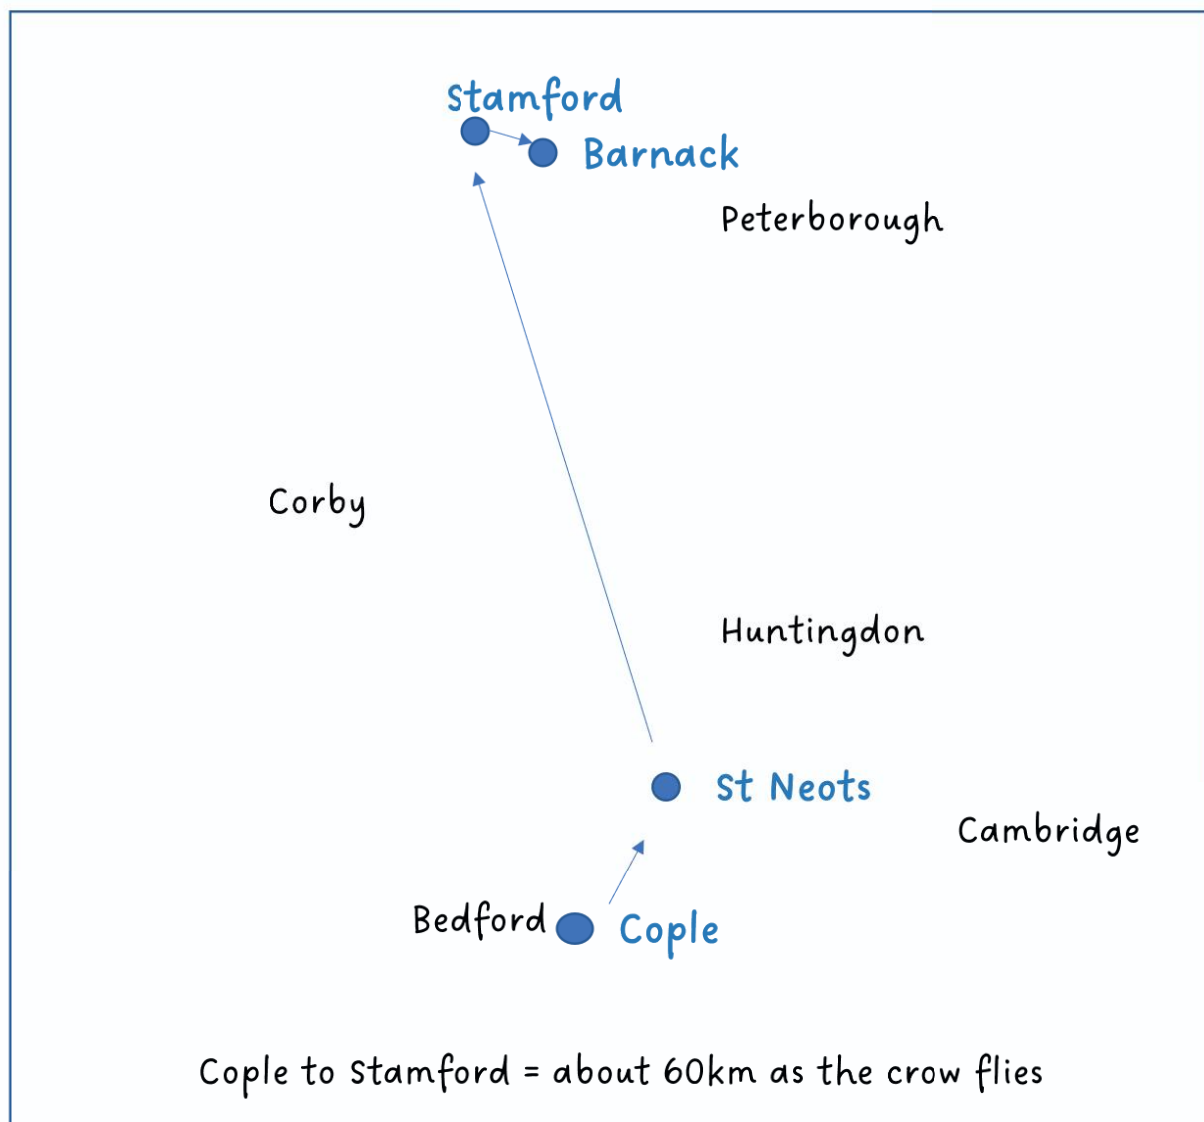 Stamford
Barnack
Peterborough
Corby
Huntingdon
St Neots
Cambridge
Bedford
Cople
Cople to Stamford = about 60km as the crow flies